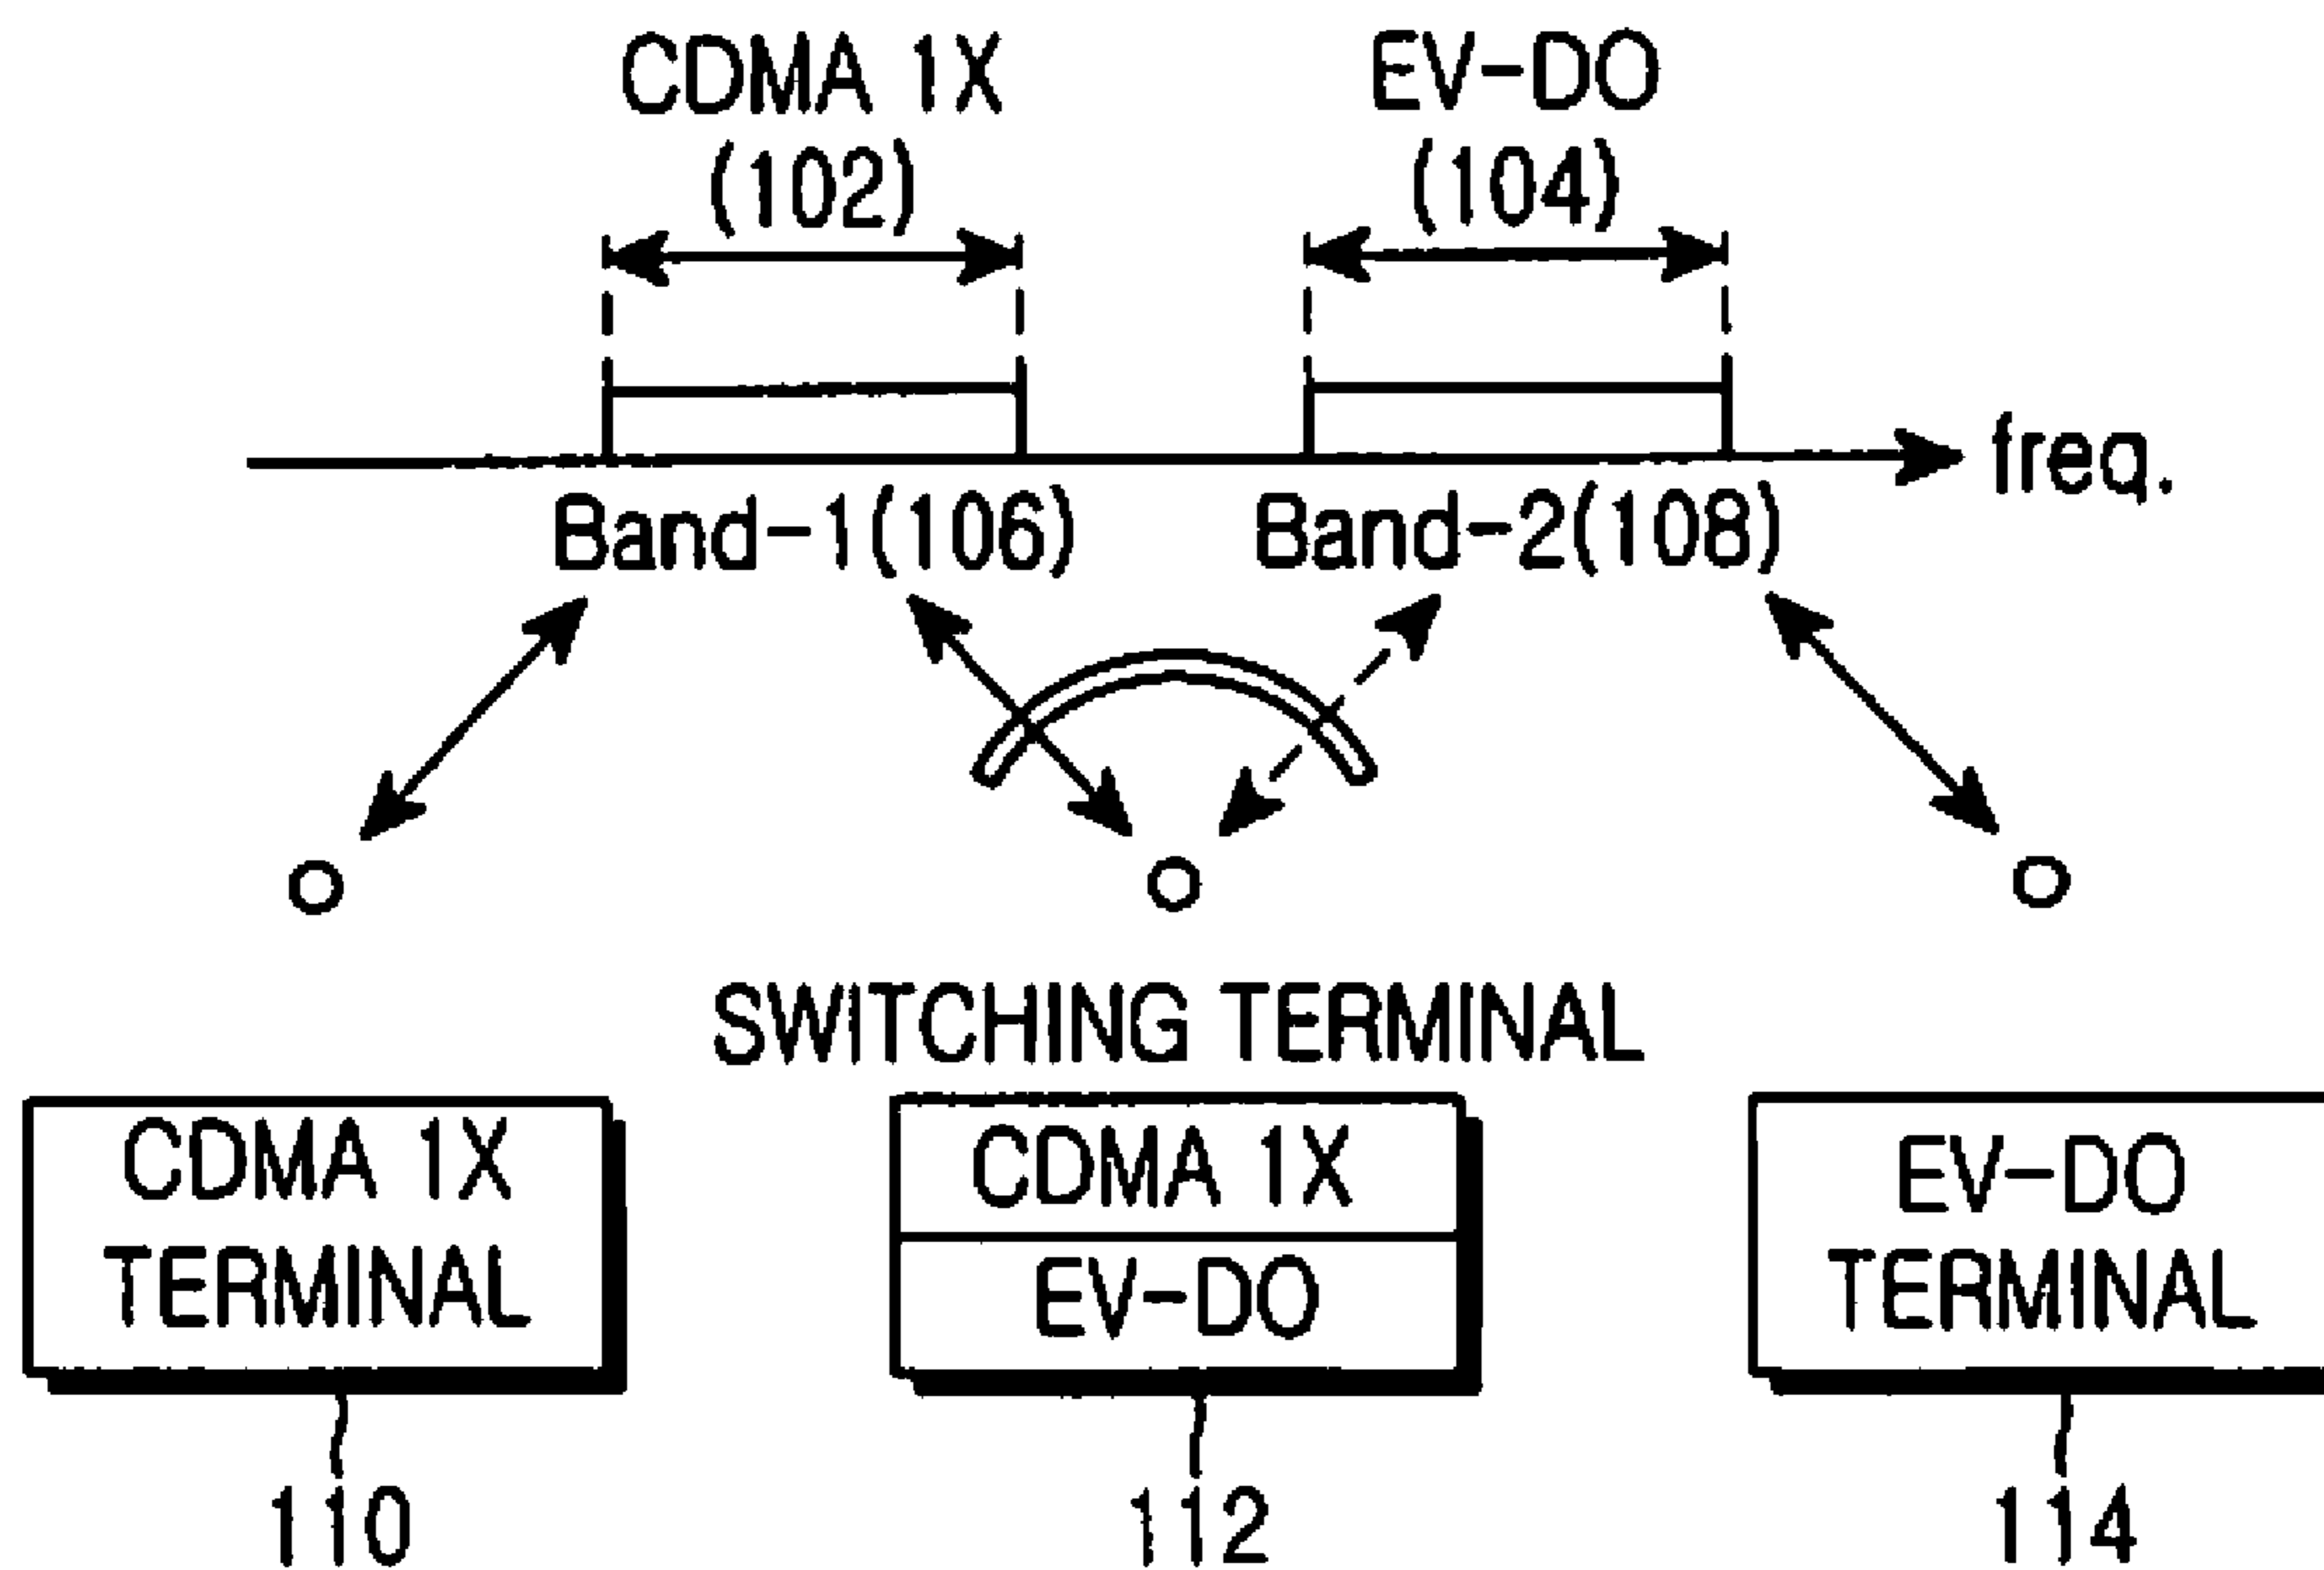 CDMA 1X
(102)
EV-DO
(104)
freq.
Band-1(106)
Band-2(108)
SWITCHING TERMINAL
CDMA 1X
TERMINAL
CDMA 1X
EV-DO
EV-DO
TERMINAL
110
112
114